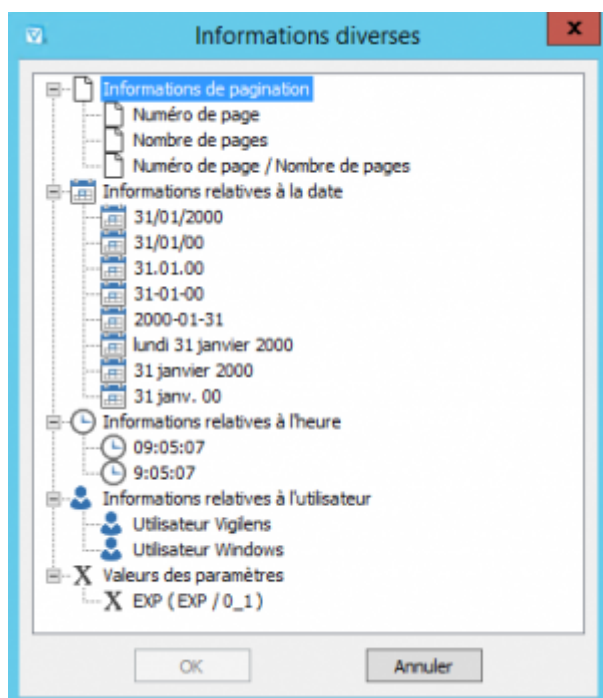 Informations diverses
Informations de pagination
Numéro de page
Nombre de pages
Numéro de page / Nombre de pages
Informations relatives à la date
31/01/2000
31/01/00
31.01.00
31-01-00
2000-01-31
lundi 31 janvier 2000
31 janvier 2000
31 janv. 00
Informations relatives à l'heure
09:05:07
9:05:07
Informations relatives à l'utilisateur
Utilisateur Vigilens
Utilisateur Windows
Valeurs des paramètres
EXP ( EXP / 0_1 )
OK
Annuler